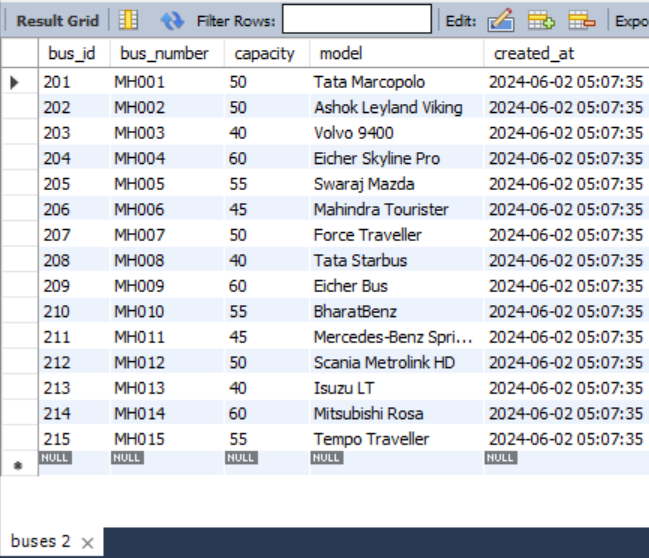 Result Grid Filter Rows: Edit: Expo
bus_id bus_number capacity model created_at
201 MH001 50 Tata Marcopolo 2024-06-02 05:07:35
202 MH002 50 Ashok Leyland Viking 2024-06-02 05:07:35
203 MH003 40 Volvo 9400 2024-06-02 05:07:35
204 MH004 60 Eicher Skyline Pro 2024-06-02 05:07:35
205 MH005 55 Swaraj Mazda 2024-06-02 05:07:35
206 MH006 45 Mahindra Tourister 2024-06-02 05:07:35
207 MH007 50 Force Traveller 2024-06-02 05:07:35
208 MH008 40 Tata Starbus 2024-06-02 05:07:35
209 MH009 60 Eicher Bus 2024-06-02 05:07:35
210 MH010 55 BharatBenz 2024-06-02 05:07:35
211 MH011 45 Mercedes-Benz Spri... 2024-06-02 05:07:35
212 MH012 50 Scania Metrolink HD 2024-06-02 05:07:35
213 MH013 40 Isuzu LT 2024-06-02 05:07:35
214 MH014 60 Mitsubishi Rosa 2024-06-02 05:07:35
215 MH015 55 Tempo Traveller 2024-06-02 05:07:35
NULL NULL NULL NULL NULL
buses 2